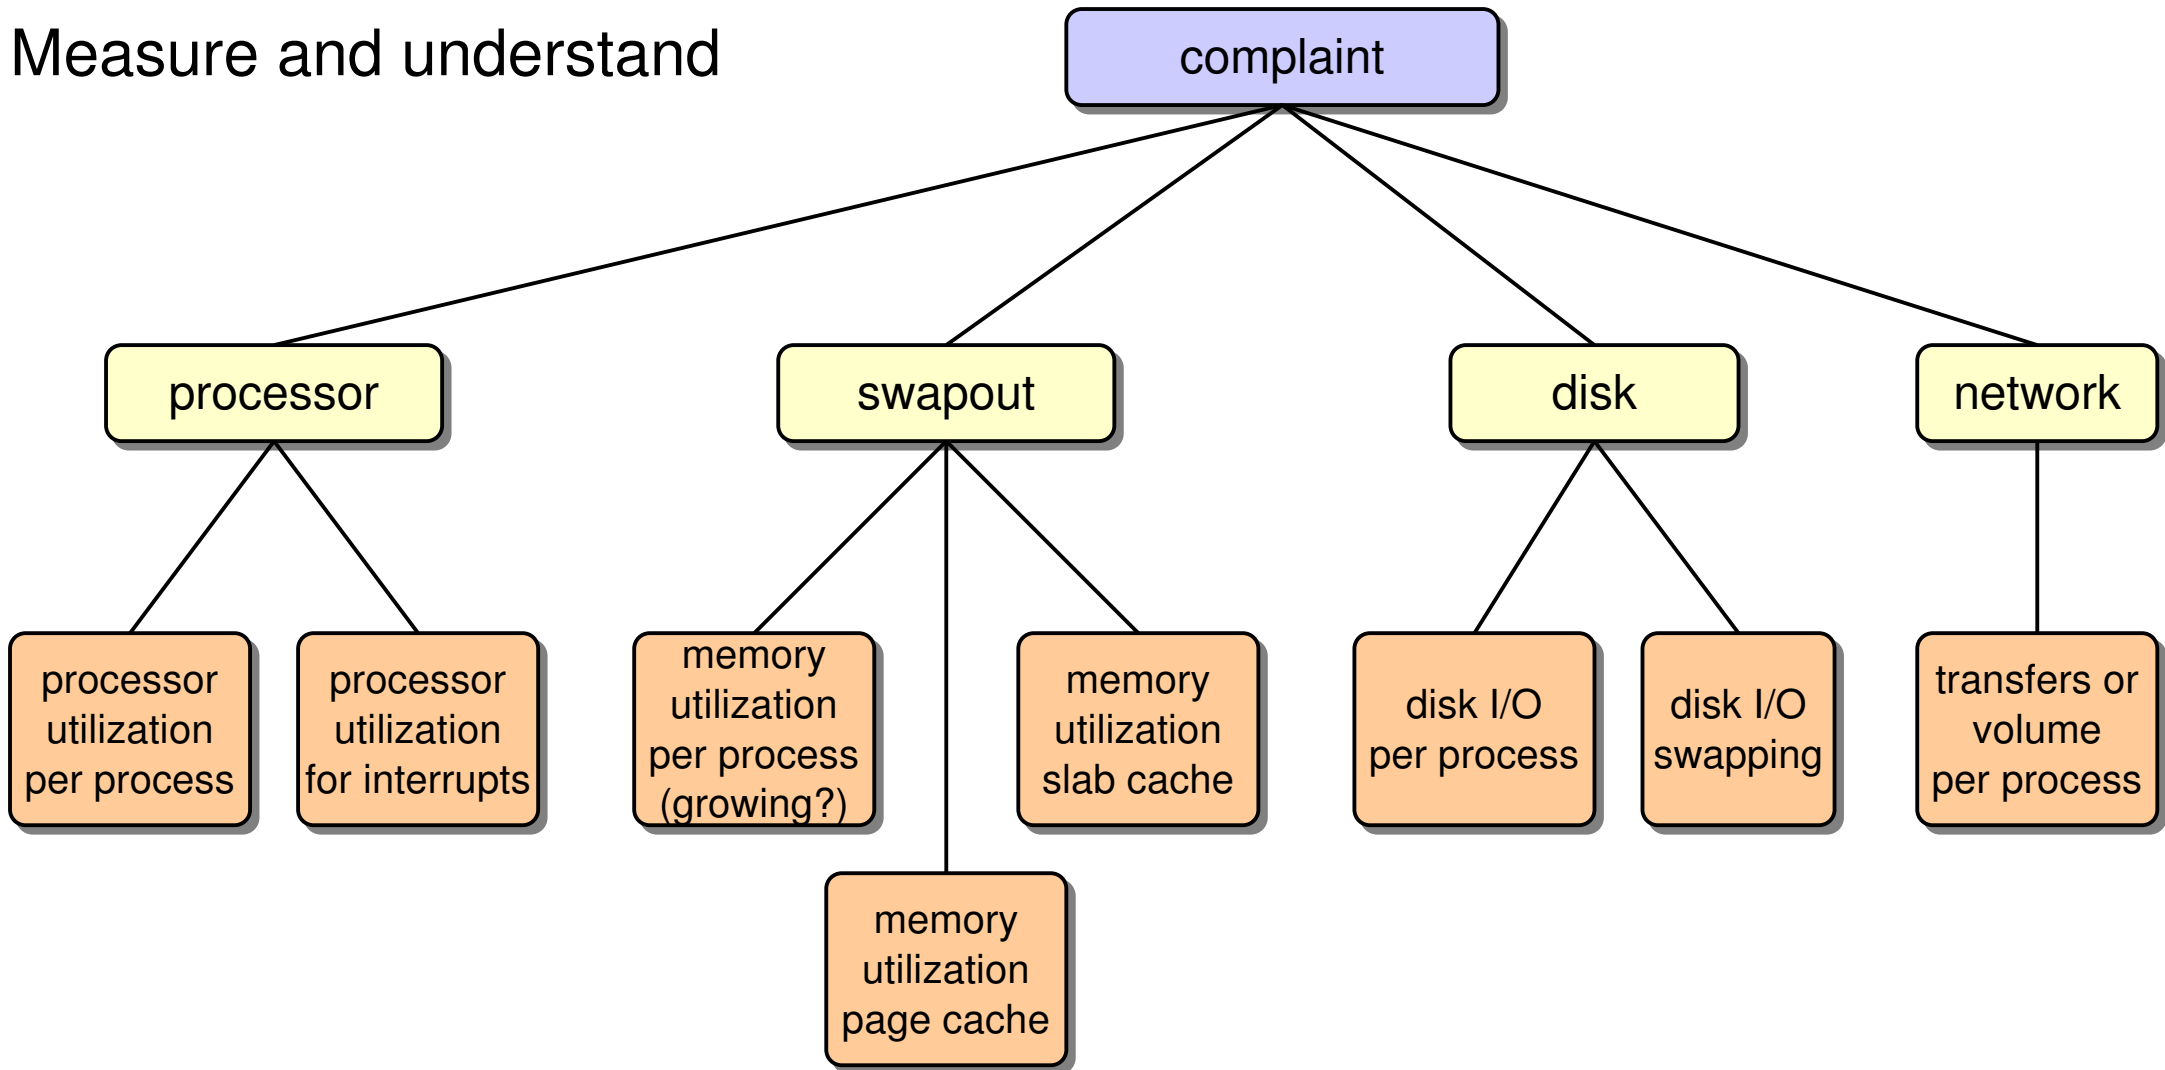 Measure and understand
complaint
processor
swapout
disk
network
processor
utilization
per process
processor
utilization
for interrupts
memory
utilization
per process
(growing?)
memory
utilization
slab cache
disk I/O
per process
disk I/O
swapping
transfers or
volume
per process
memory
utilization
page cache